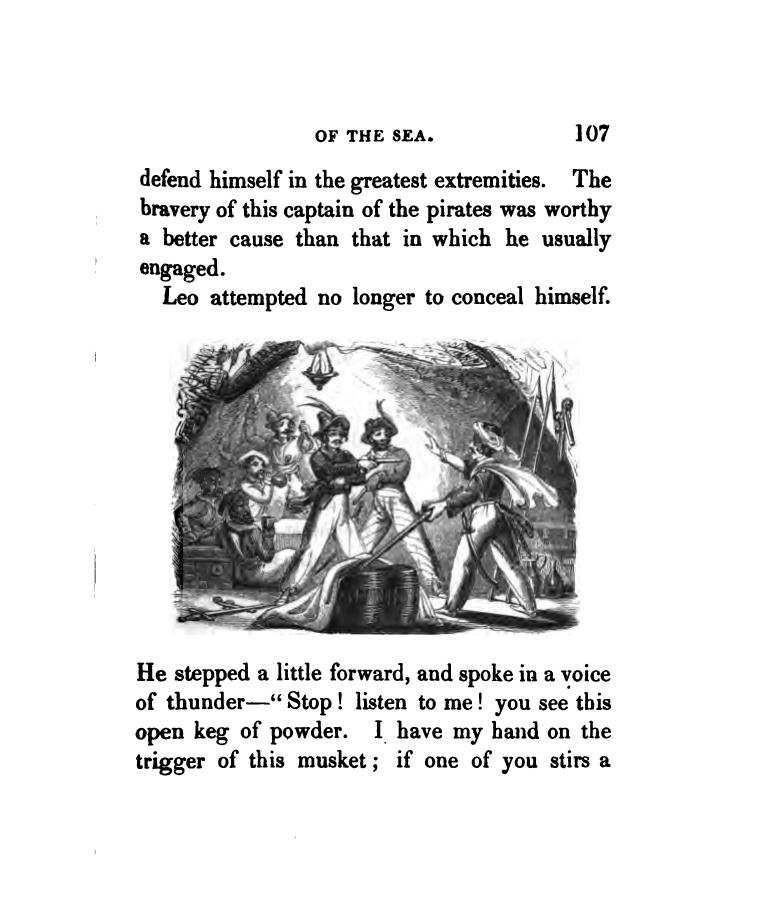 OF THE SEA. 107
defend himself in the greatest extremities. The
bravery of this captain of the pirates was worthy
a better cause than that in which he usually
engaged.
Leo attempted no longer to conceal himself.
He stepped a little forward, and spoke in a voice
of thunder—“ Stop ! listen to me ! you see this
open keg of powder. I have my hand on the
trigger of this musket ; if one of you stirs a